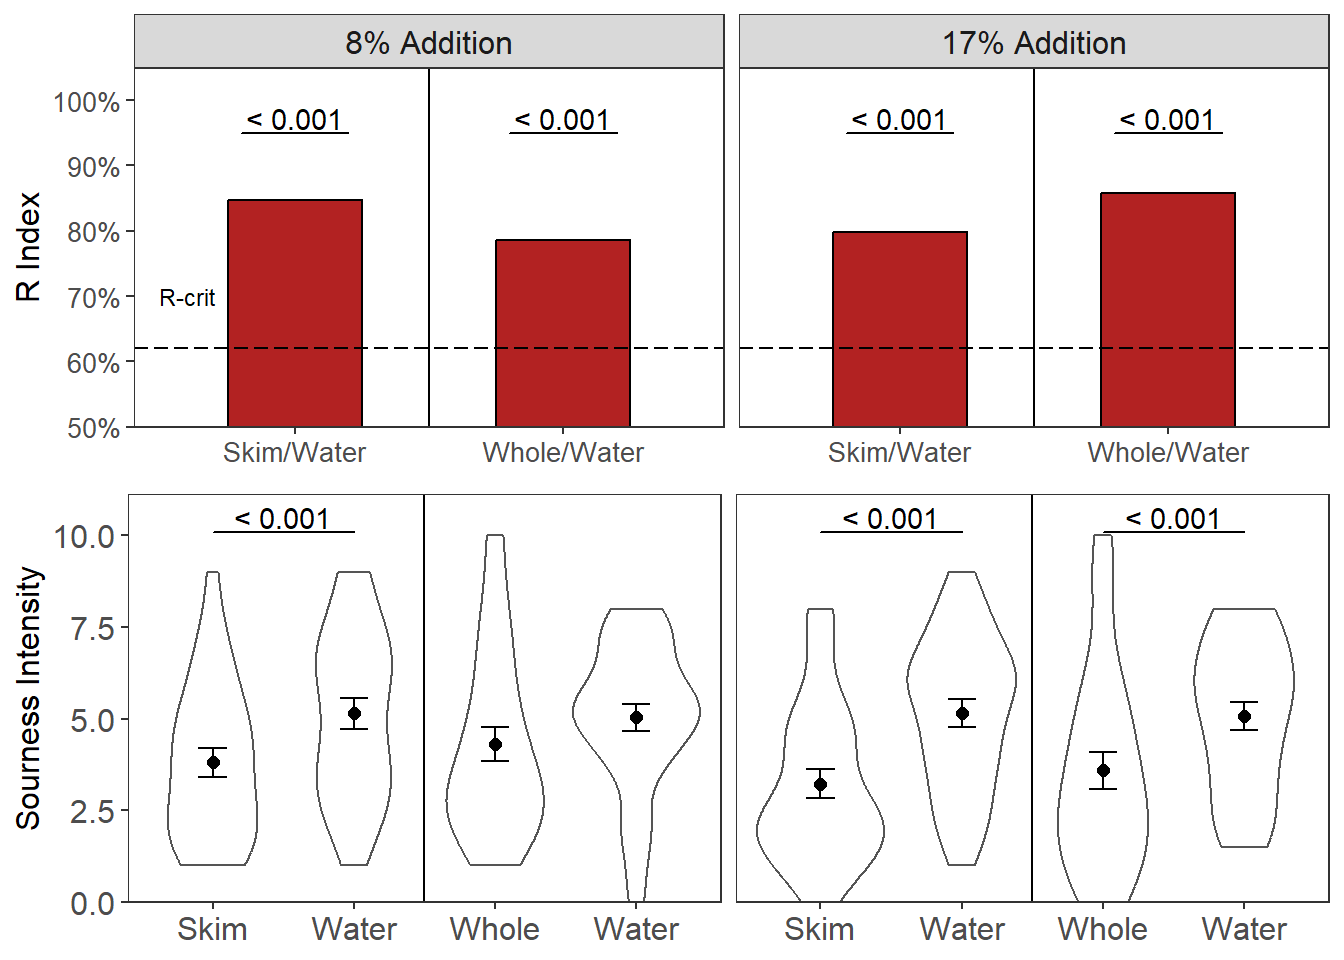 8% Addition
17% Addition
R Index
100%
90%
80%
70%
60%
50%
< 0.001
< 0.001
< 0.001
< 0.001
R-crit
Skim/Water
Whole/Water
Skim/Water
Whole/Water
Sourness Intensity
10.0
7.5
5.0
2.5
0.0
< 0.001
< 0.001
< 0.001
Skim
Water
Whole
Water
Skim
Water
Whole
Water